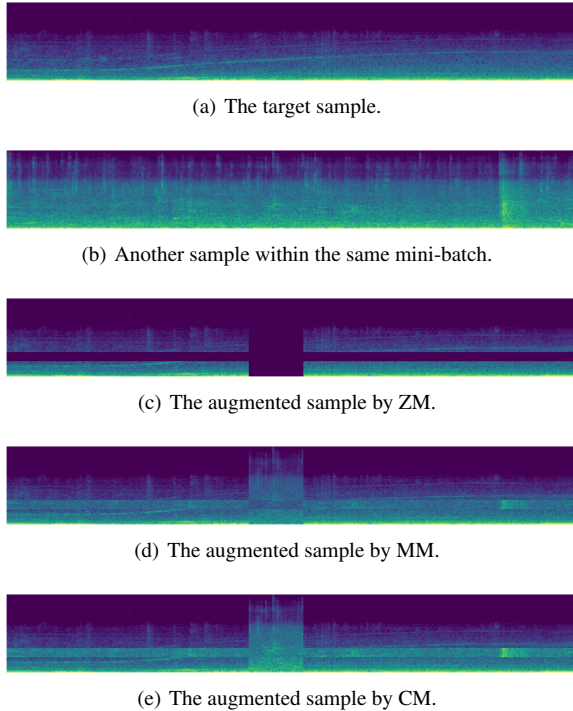 (a) The target sample.
(b) Another sample within the same mini-batch.
(c) The augmented sample by ZM.
(d) The augmented sample by MM.
(e) The augmented sample by CM.